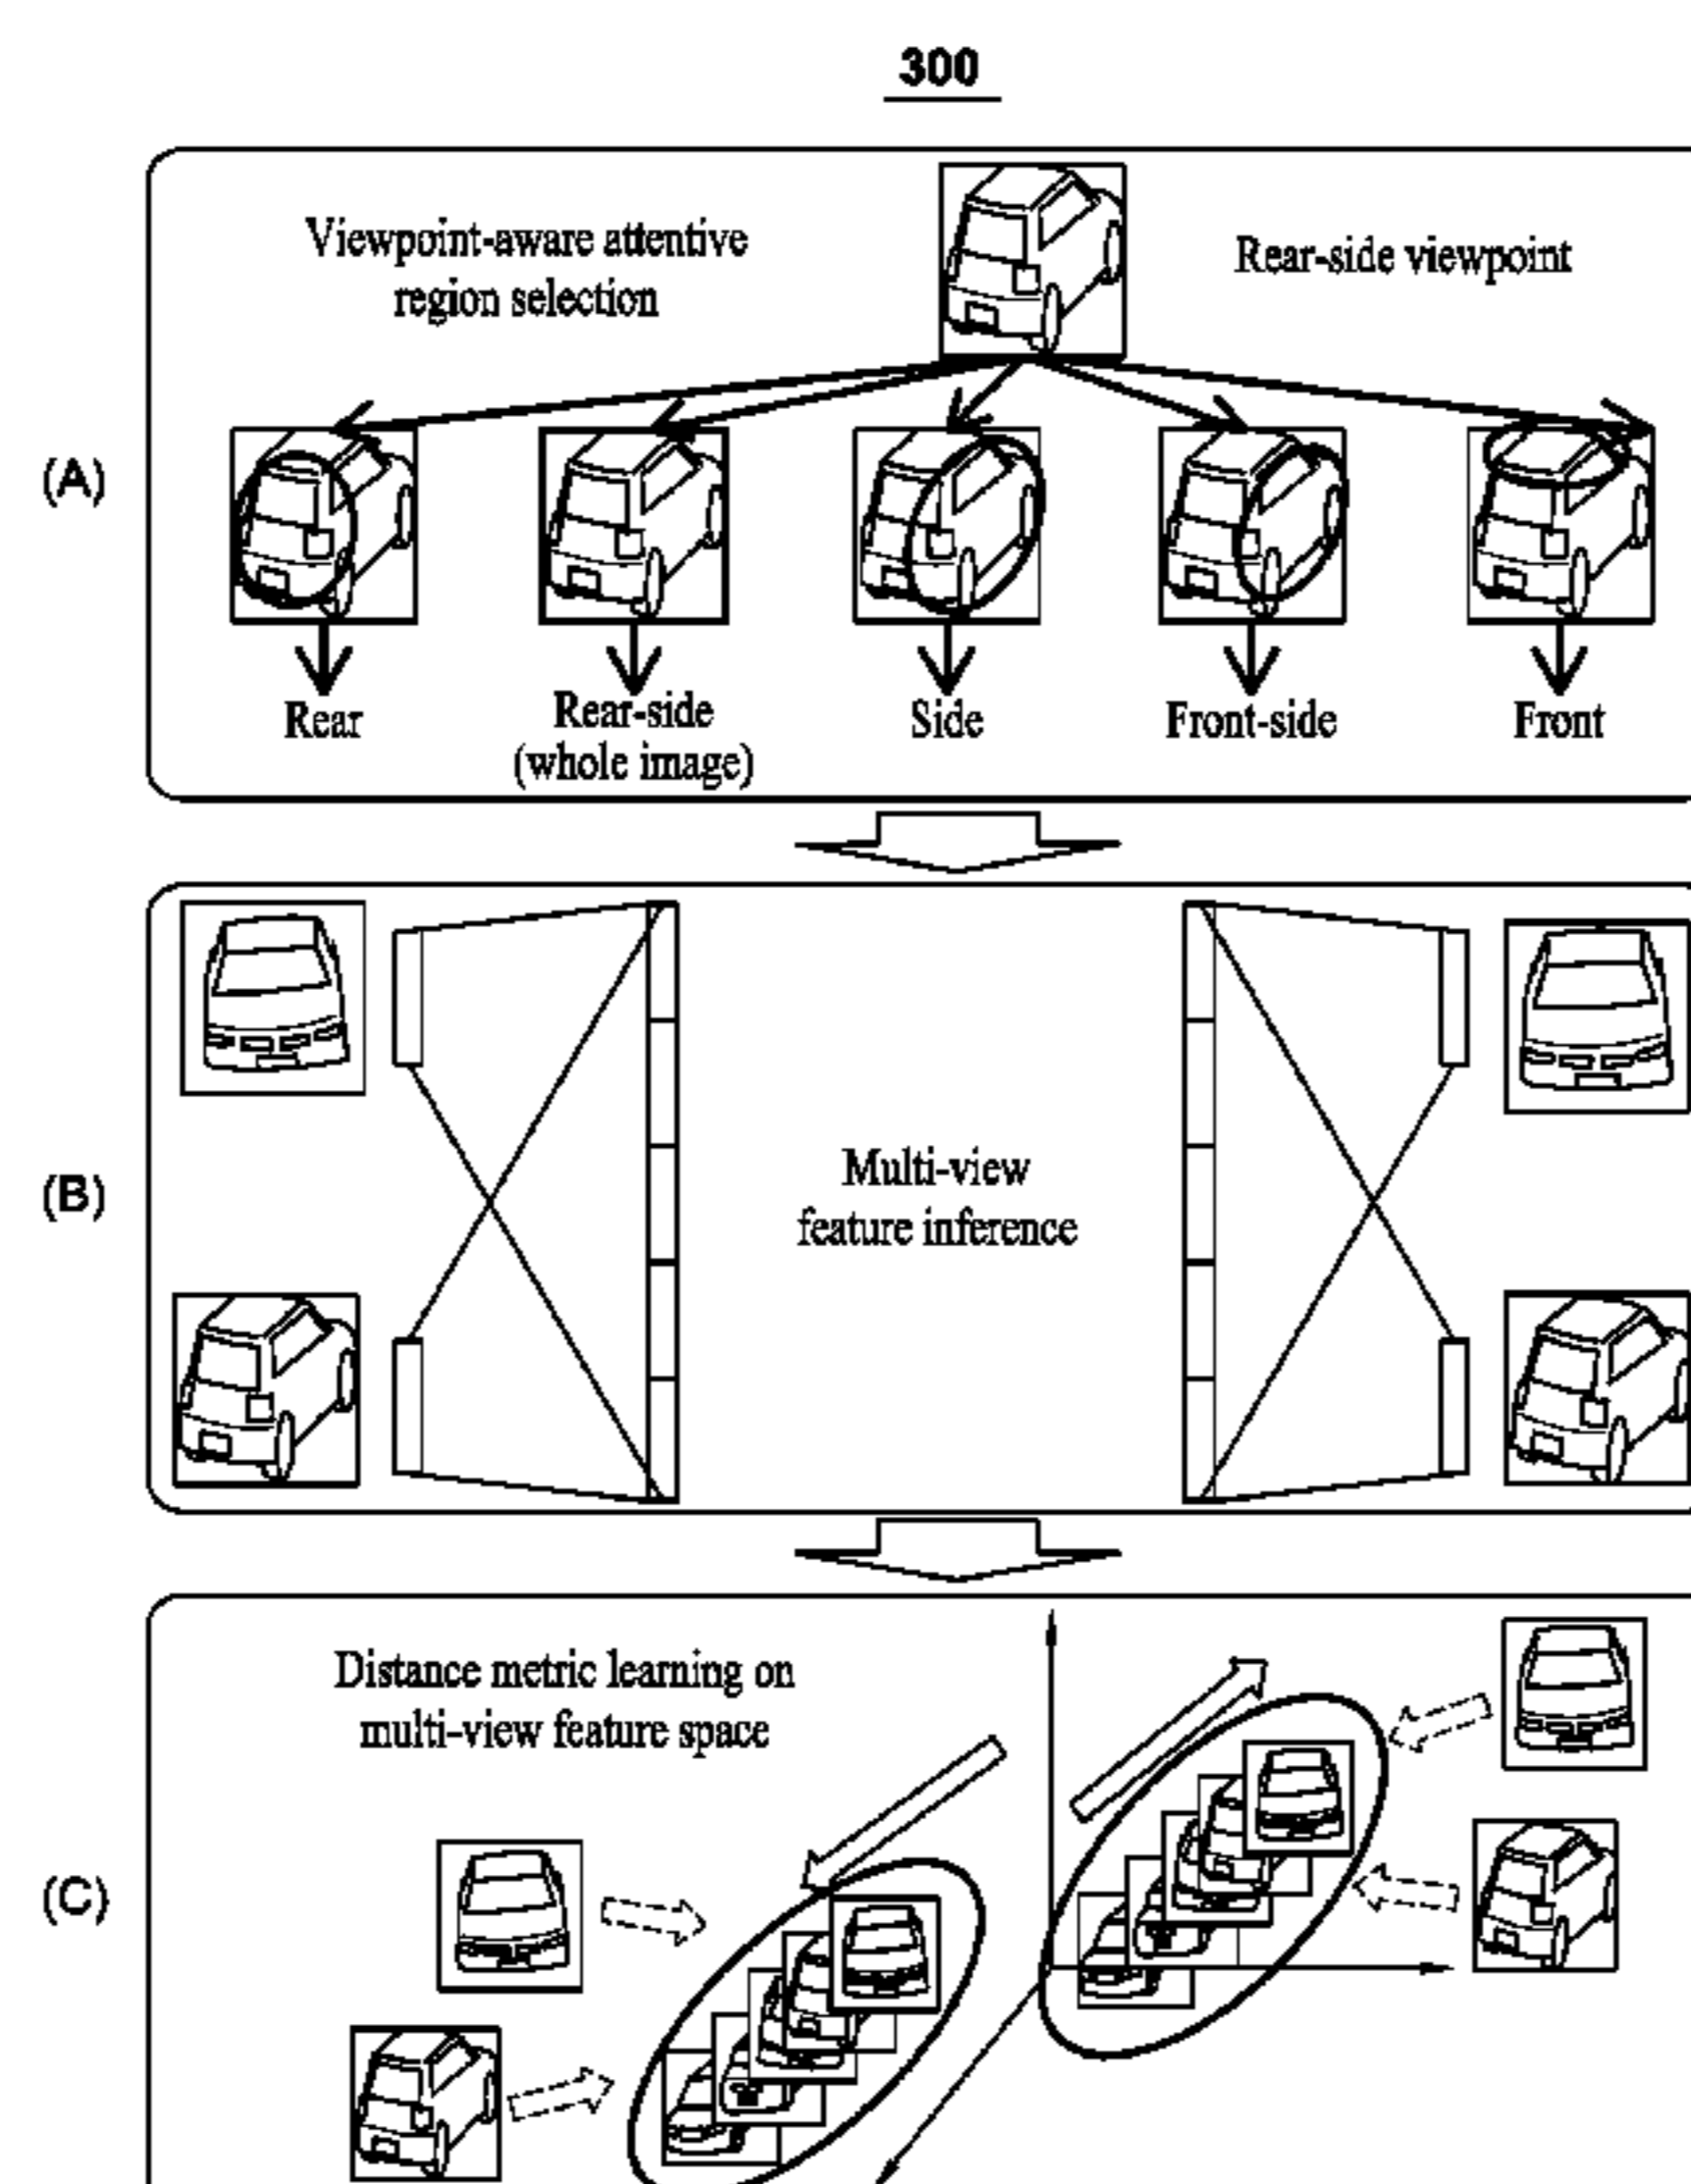 300
Viewpoint-aware attentive
region selection
Rear-side viewpoint
(A)
Rear
Rear-side
(whole image)
Side
Front-side
Front
(B)
Multi-view
feature inference
Distance metric learning on
multi-view feature space
(C)